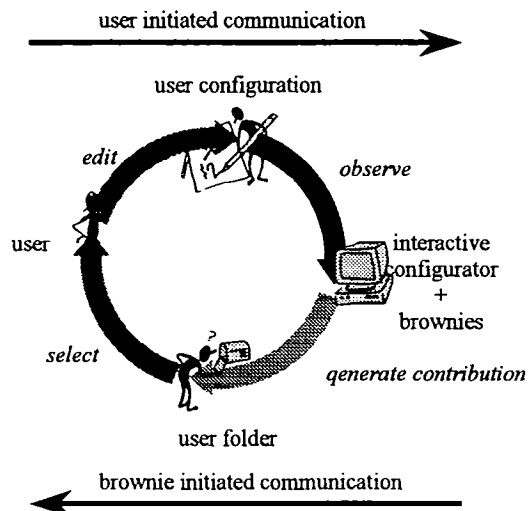 user initiated communication
user configuration
edit
observe
user
interactive
configurator
+
brownies
select
?
qenerate contribution
user folder
brownie initiated communication